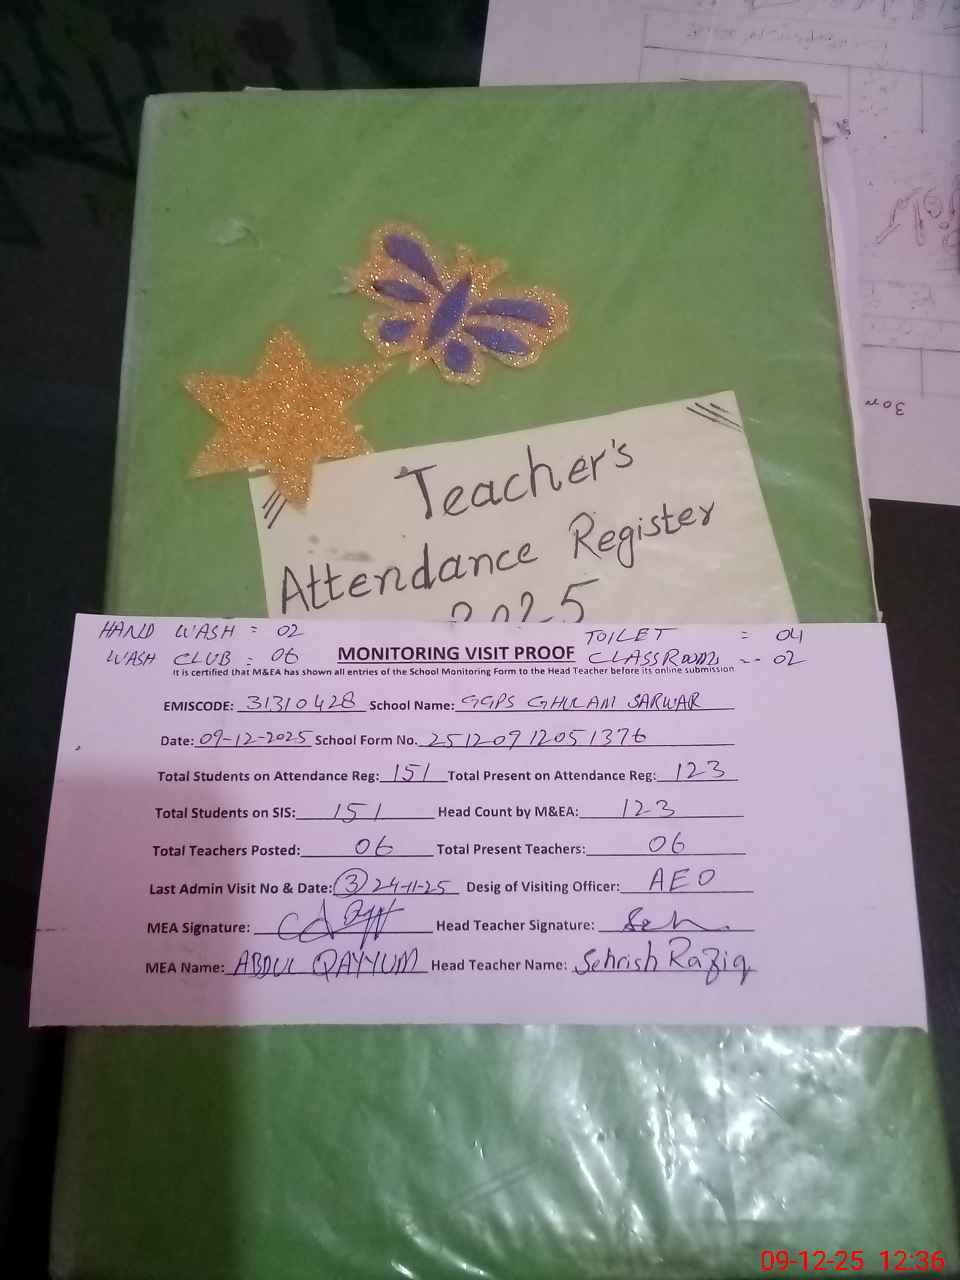 Teacher's
Attendance Register
2025
HAND WASH = 02
TOILET = 04
WASH CLUB = 06
MONITORING VISIT PROOF
CLASSROOMS -- 02
It is certified that M&EA has shown all entries of the School Monitoring Form to the Head Teacher before its online submission
EMISCODE: 31310428 School Name: GGPS GHULAM SARWAR
Date: 09-12-2025 School Form No. 25120912051376
Total Students on Attendance Reg: 151 Total Present on Attendance Reg: 123
Total Students on SIS: 151 Head Count by M&EA: 123
Total Teachers Posted: 06 Total Present Teachers: 06
Last Admin Visit No & Date: 3 24-11-25 Desig of Visiting Officer: AEO
MEA Signature: Head Teacher Signature: Seh
MEA Name: ABDUL QAYYUM Head Teacher Name: Sehrish Raziq
09-12-25 12:36